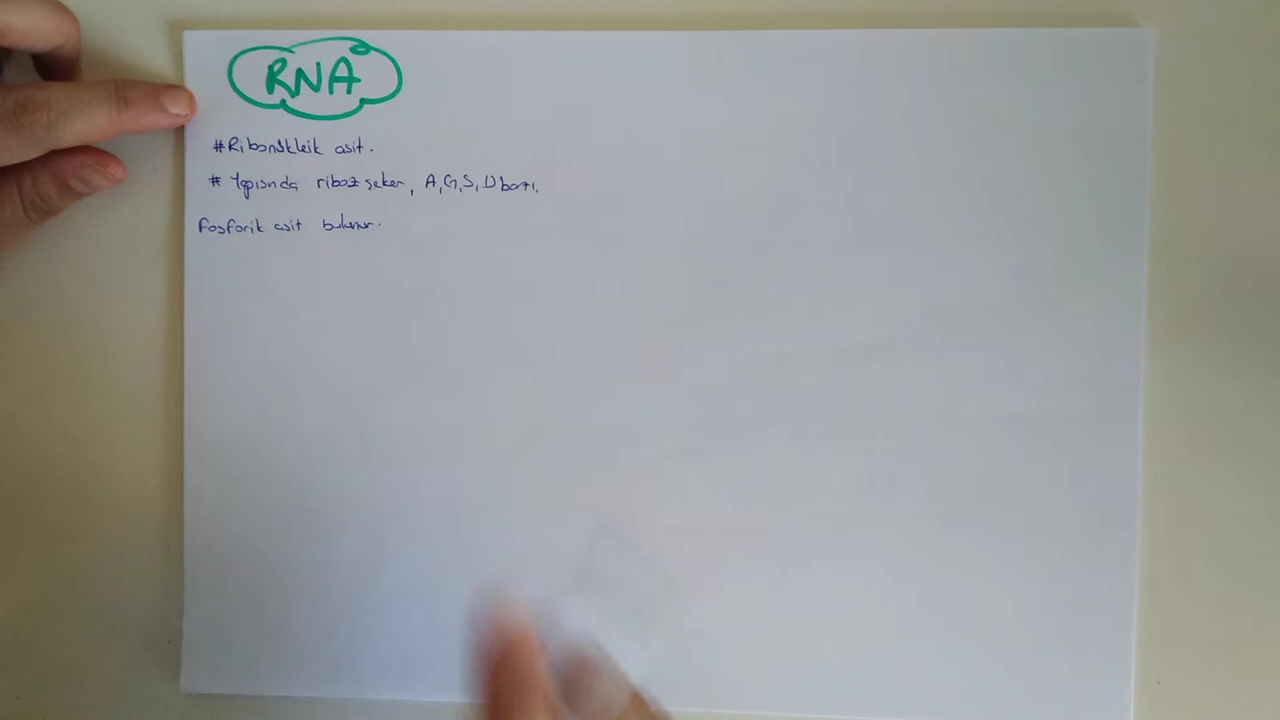 RNA
#Ribonükleik asit.
# Yapısında riboz şeker, A,G,S,U bazı,
Fosforik asit bulunur.